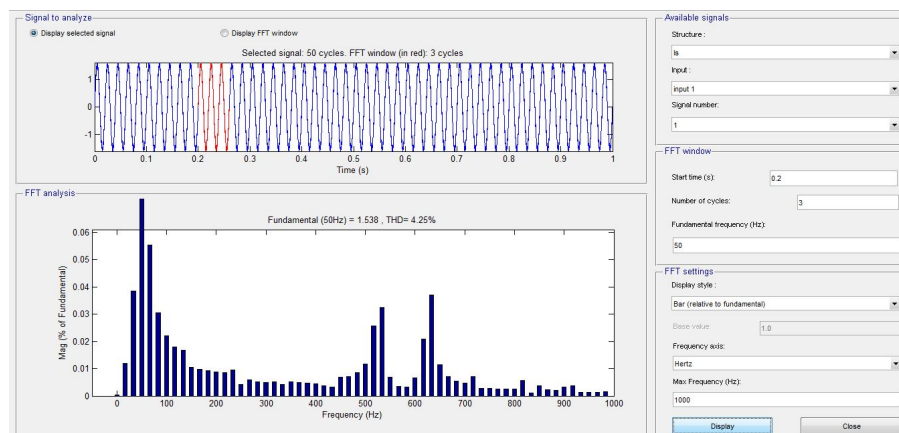 Signal to analyze
Display selected signal
Display FFT window
Selected signal: 50 cycles. FFT window (in red): 3 cycles
1
0
-1
0 0.1 0.2 0.3 0.4 0.5 0.6 0.7 0.8 0.9 1
Time (s)
FFT analysis
Fundamental (50Hz) = 1.538 , THD= 4.25%
0.06
0.05
0.04
0.03
0.02
0.01
0
Mag (% of Fundamental)
0 100 200 300 400 500 600 700 800 900 1000
Frequency (Hz)
Available signals
Structure :
Is
Input :
input 1
Signal number:
1
FFT window
Start time (s):
0.2
Number of cycles:
3
Fundamental frequency (Hz):
50
FFT settings
Display style :
Bar (relative to fundamental)
Base value:
1.0
Frequency axis:
Hertz
Max Frequency (Hz):
1000
Display
Close